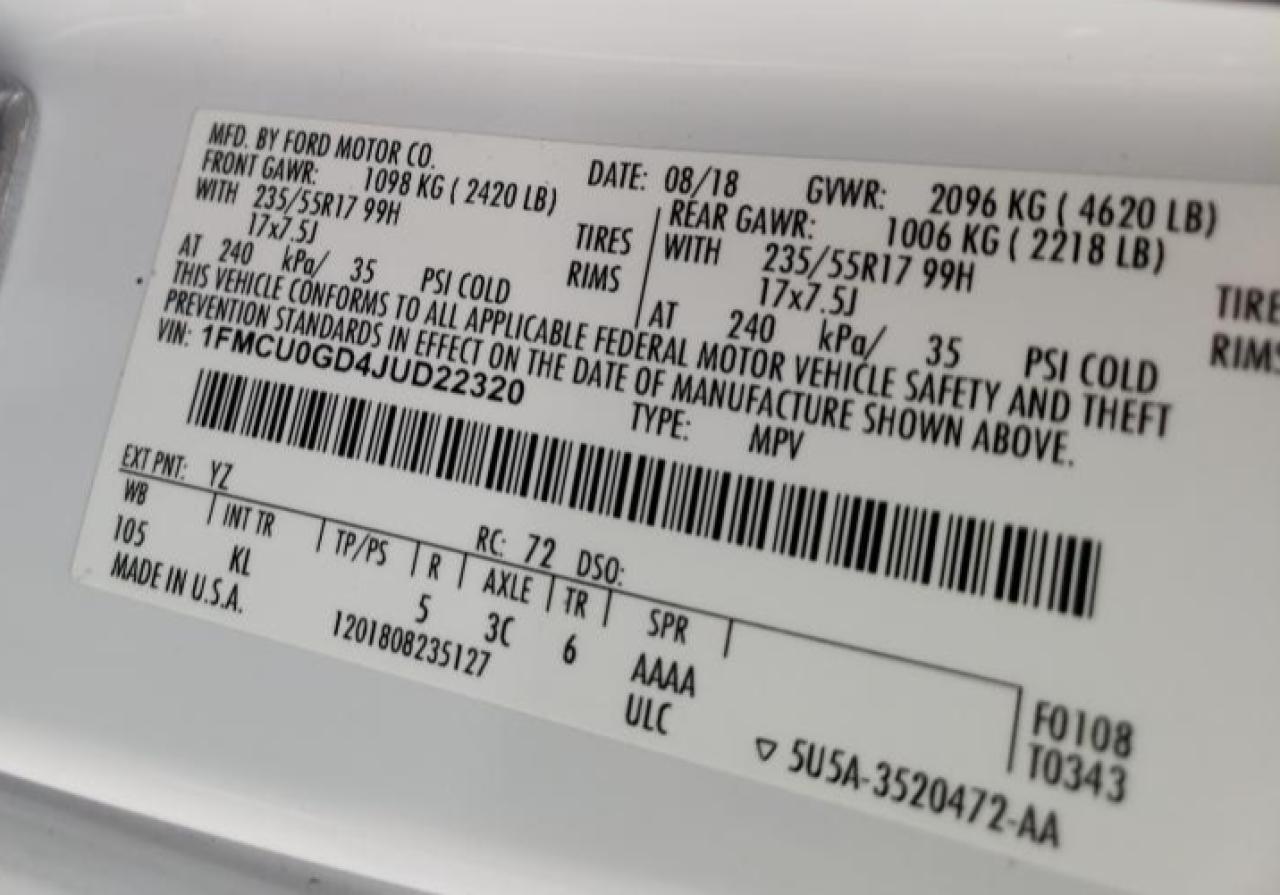 MFD. BY FORD MOTOR CO. DATE: 08/18 GVWR: 2096 KG ( 4620 LB)
FRONT GAWR: 1098 KG ( 2420 LB) REAR GAWR: 1006 KG ( 2218 LB)
WITH 235/55R17 99H TIRES WITH 235/55R17 99H TIRE
17x7.5J RIMS 17x7.5J RIMS
AT 240 kPa/ 35 PSI COLD AT 240 kPa/ 35 PSI COLD
THIS VEHICLE CONFORMS TO ALL APPLICABLE FEDERAL MOTOR VEHICLE SAFETY AND THEFT
PREVENTION STANDARDS IN EFFECT ON THE DATE OF MANUFACTURE SHOWN ABOVE.
VIN: 1FMCU0GD4JUD22320 TYPE: MPV
EXT PNT: YZ RC: 72 DSO:
WB INT TR TP/PS R AXLE TR SPR
105 KL 5 3C 6 AAAA F0108
MADE IN U.S.A. 1201808235127 ULC T0343
5U5A-3520472-AA